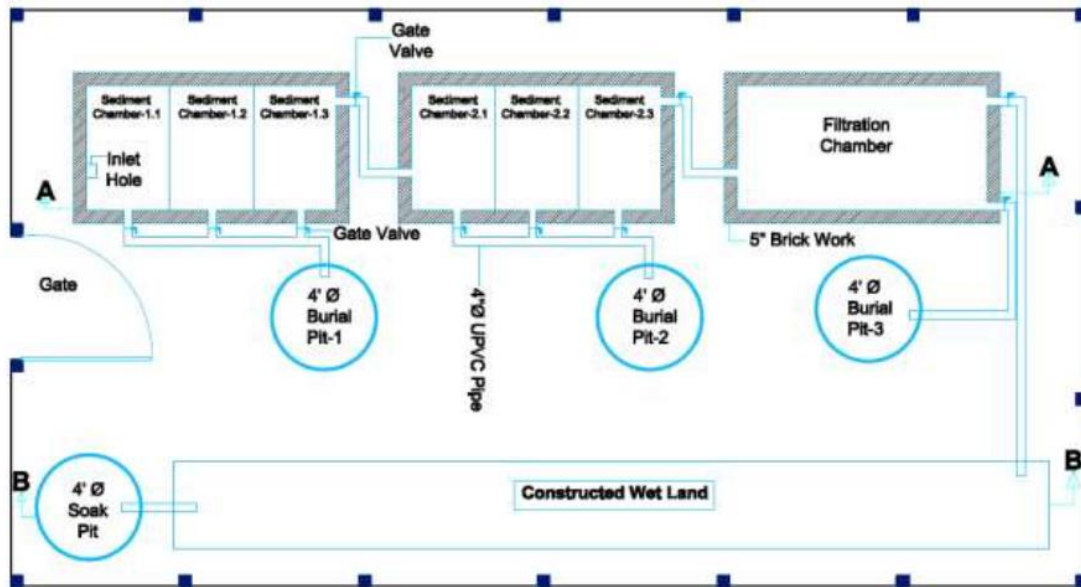 Gate
Valve
Sediment
Chamber-1.1
Sediment
Chamber-1.2
Sediment
Chamber-1.3
Sediment
Chamber-2.1
Sediment
Chamber-2.2
Sediment
Chamber-2.3
Filtration
Chamber
Inlet
Hole
A
A
Gate Valve
5" Brick Work
Gate
4' Ø
Burial
Pit-1
4"Ø UPVC Pipe
4' Ø
Burial
Pit-2
4' Ø
Burial
Pit-3
B
B
4' Ø
Soak
Pit
Constructed Wet Land